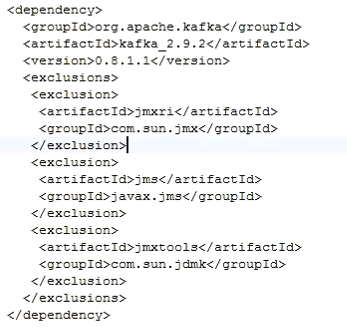 <dependency>
  <groupId>org.apache.kafka</groupId>
  <artifactId>kafka_2.9.2</artifactId>
  <version>0.8.1.1</version>
  <exclusions>
   <exclusion>
    <artifactId>jmxri</artifactId>
    <groupId>com.sun.jmx</groupId>
   </exclusion>
   <exclusion>
    <artifactId>jms</artifactId>
    <groupId>javax.jms</groupId>
   </exclusion>
   <exclusion>
    <artifactId>jmxtools</artifactId>
    <groupId>com.sun.jdmk</groupId>
   </exclusion>
  </exclusions>
</dependency>